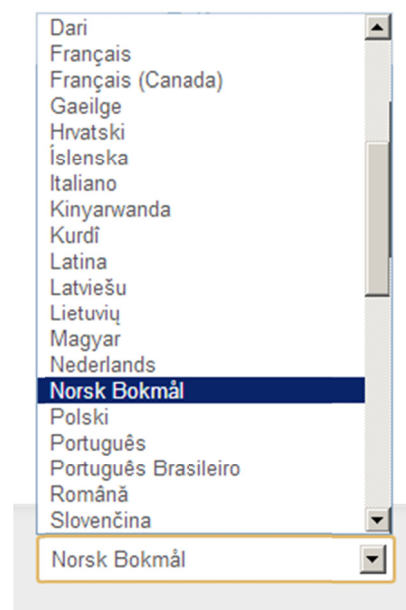 Dari
Français
Français (Canada)
Gaeilge
Hrvatski
Íslenska
Italiano
Kinyarwanda
Kurdî
Latina
Latviešu
Lietuvių
Magyar
Nederlands
Norsk Bokmål
Polski
Português
Português Brasileiro
Română
Slovenčina
Norsk Bokmål